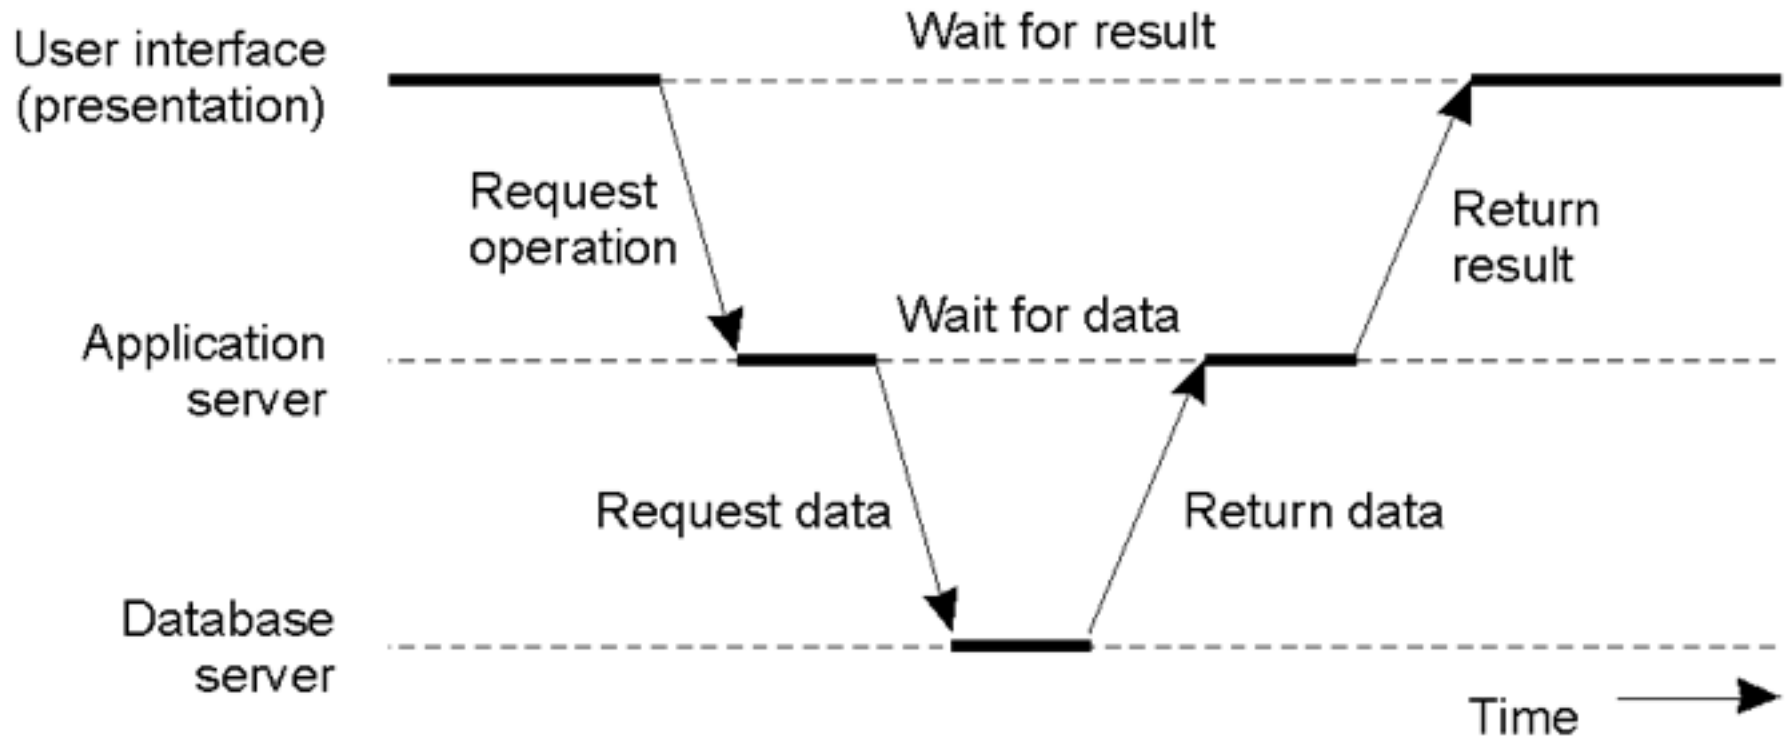 User interface
(presentation)
Wait for result
Request
operation
Return
result
Application
server
Wait for data
Request data
Return data
Database
server
Time